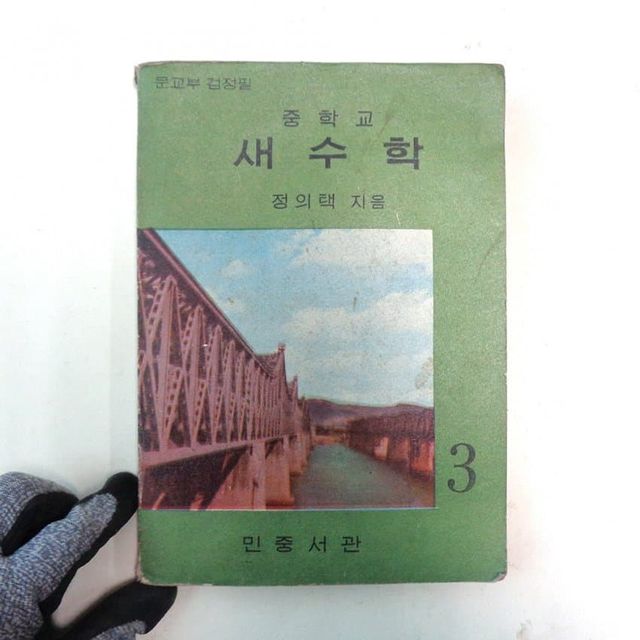 문교부 검정필
중학교
새수학
정의택 지음
3
민중서관